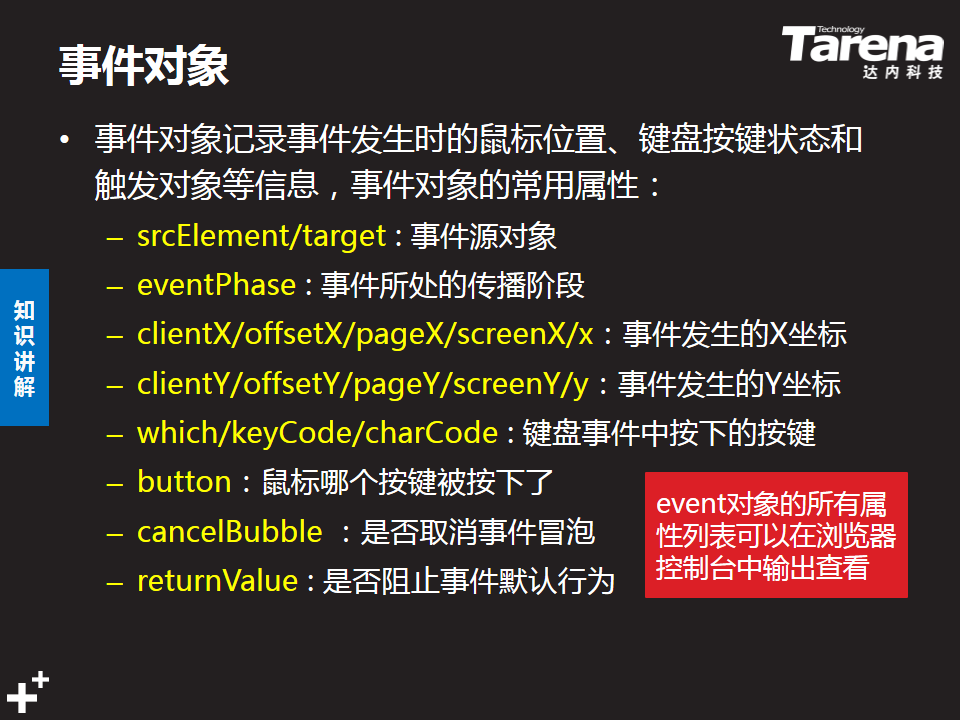 事件对象
Technology
Tarena
达内科技
• 事件对象记录事件发生时的鼠标位置、键盘按键状态和
触发对象等信息，事件对象的常用属性：
– srcElement/target : 事件源对象
– eventPhase : 事件所处的传播阶段
– clientX/offsetX/pageX/screenX/x：事件发生的X坐标
– clientY/offsetY/pageY/screenY/y：事件发生的Y坐标
– which/keyCode/charCode : 键盘事件中按下的按键
– button：鼠标哪个按键被按下了
– cancelBubble ：是否取消事件冒泡
– returnValue : 是否阻止事件默认行为
知
识
讲
解
event对象的所有属
性列表可以在浏览器
控制台中输出查看